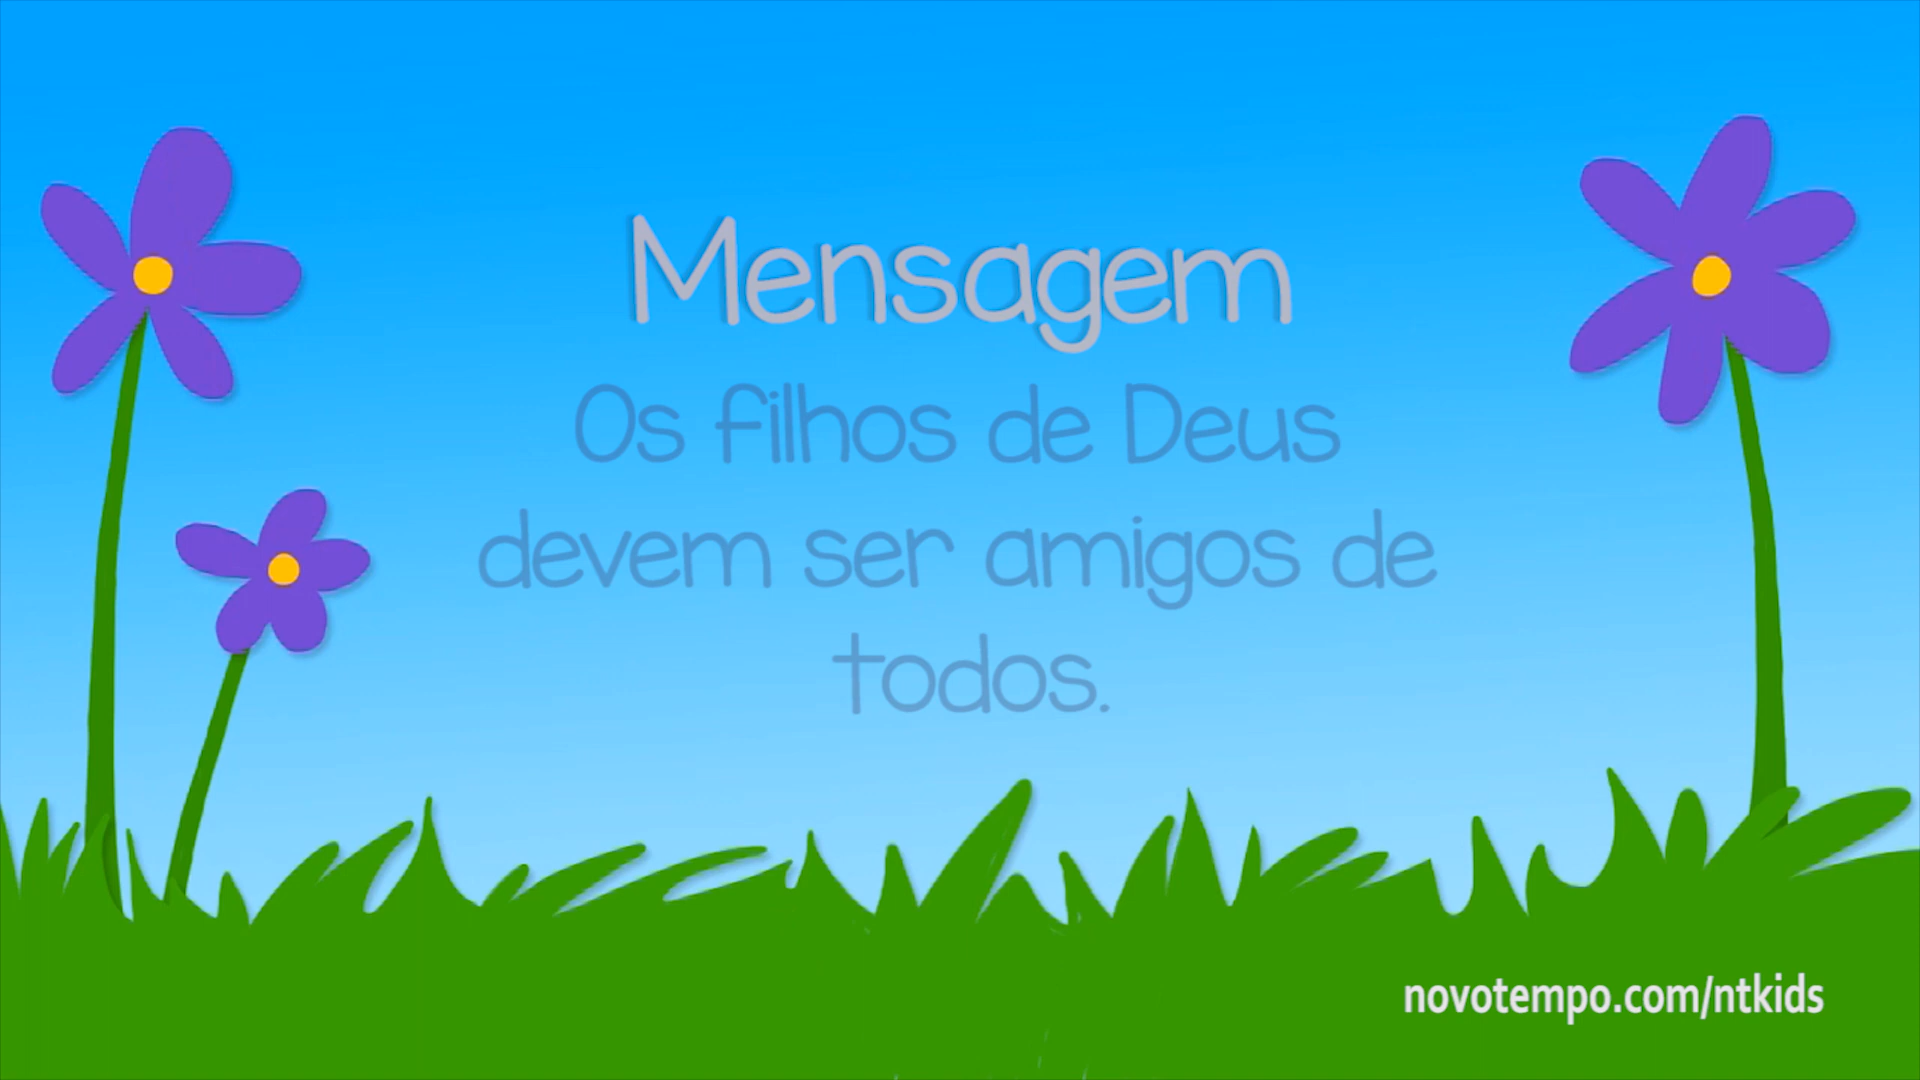 Mensagem
Os filhos de Deus
devem ser amigos de
todos.
novotempo.com/ntkids